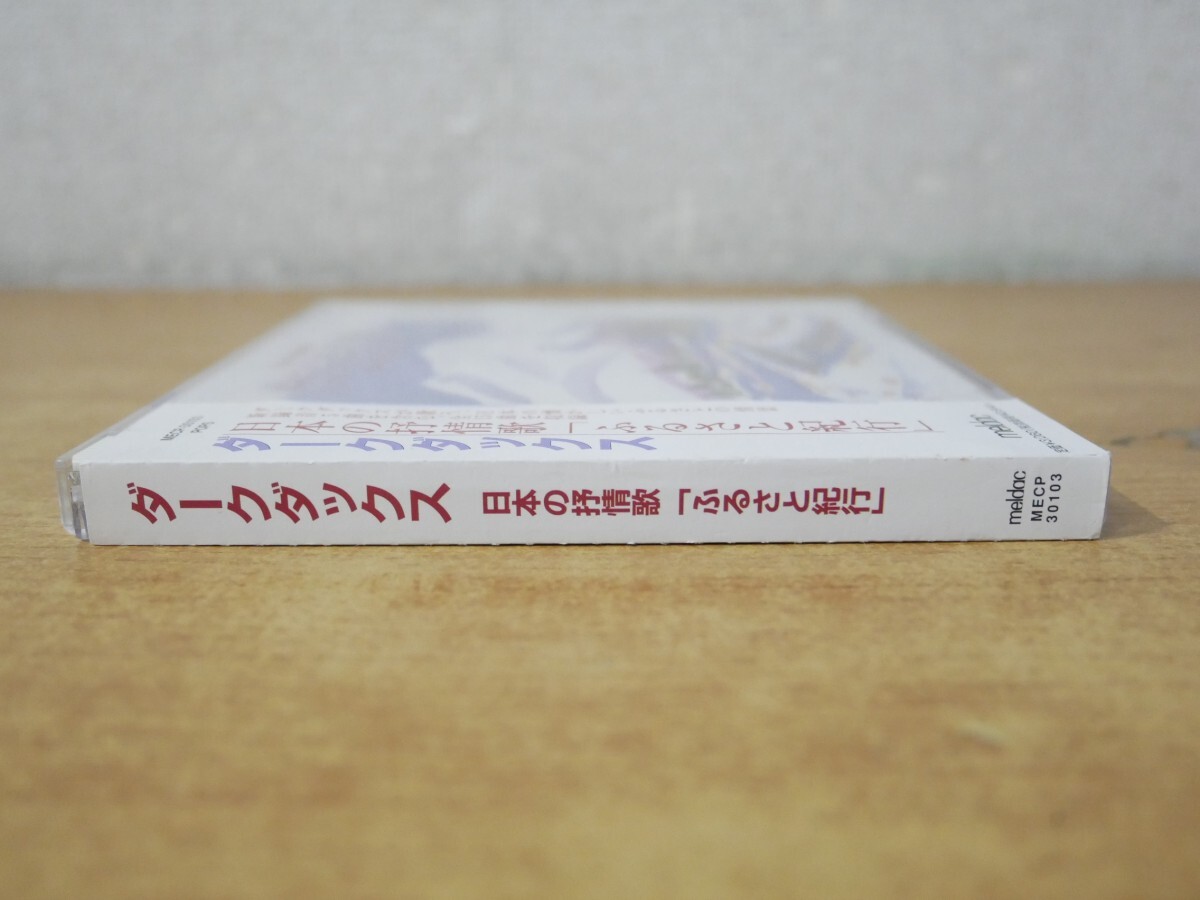 日本の抒情歌「ふるさと紀行」
ダークダックス
meldac
ダークダックス 日本の抒情歌「ふるさと紀行」
meldac
MECP
30103